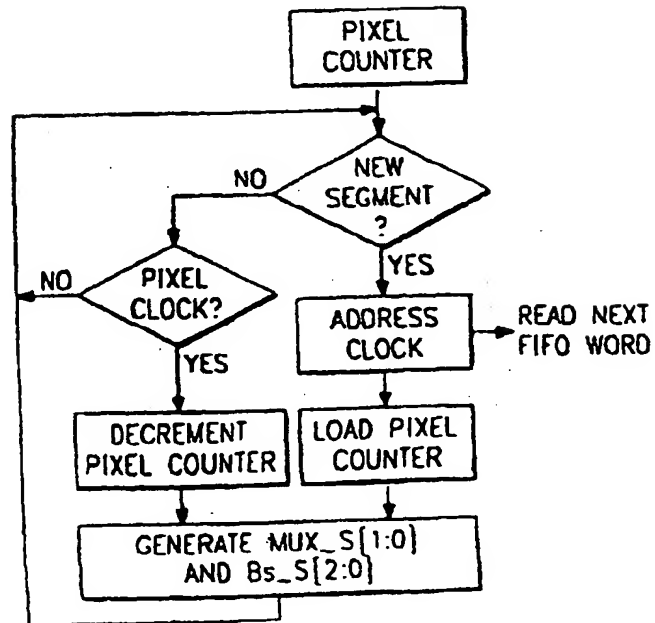 PIXEL
COUNTER
NEW
SEGMENT
?
NO
YES
PIXEL
CLOCK?
NO
YES
ADDRESS
CLOCK
READ NEXT
FIFO WORD
DECREMENT
PIXEL COUNTER
LOAD PIXEL
COUNTER
GENERATE MUX_S[1:0]
AND Bs_S[2:0]